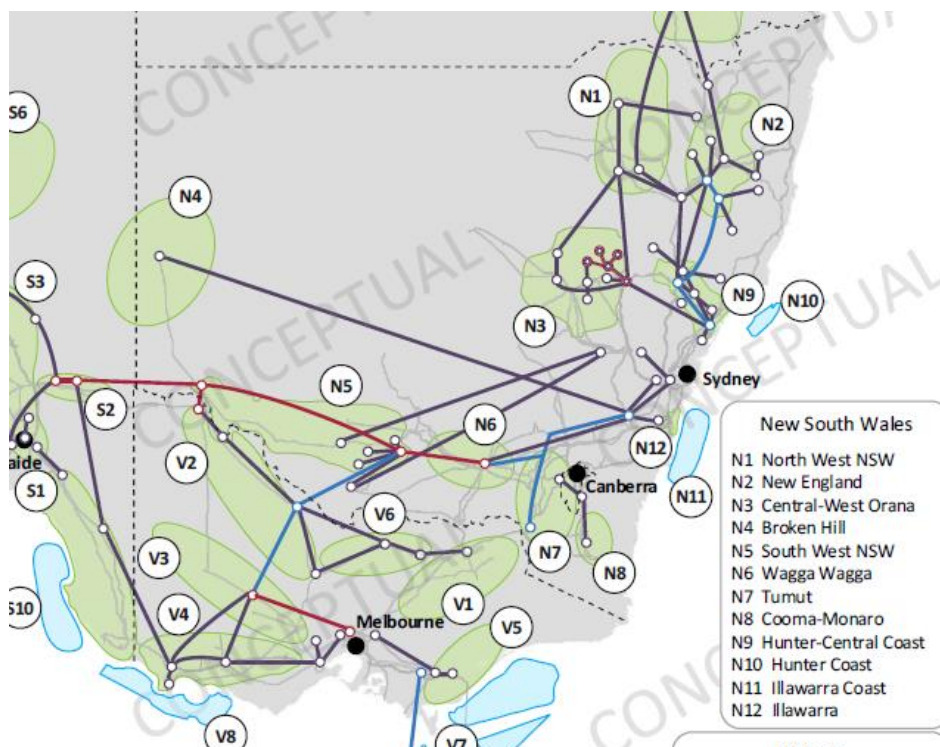 CONCEPTUAL
CONCEPTUAL
CONCEPTUAL
CONCEPTUAL
CONCEPTUAL
CONCEPTUAL
CONCEPTUAL
N1
S6
N2
N4
S3
N9
N10
N3
Sydney
N5
S2
N6
N12
aide
V2
S1
Canberra
N11
V6
V3
N7
N8
S10
V4
V1
Melbourne
V5
V8
V7
New South Wales
N1 North West NSW
N2 New England
N3 Central-West Orana
N4 Broken Hill
N5 South West NSW
N6 Wagga Wagga
N7 Tumut
N8 Cooma-Monaro
N9 Hunter-Central Coast
N10 Hunter Coast
N11 Illawarra Coast
N12 Illawarra